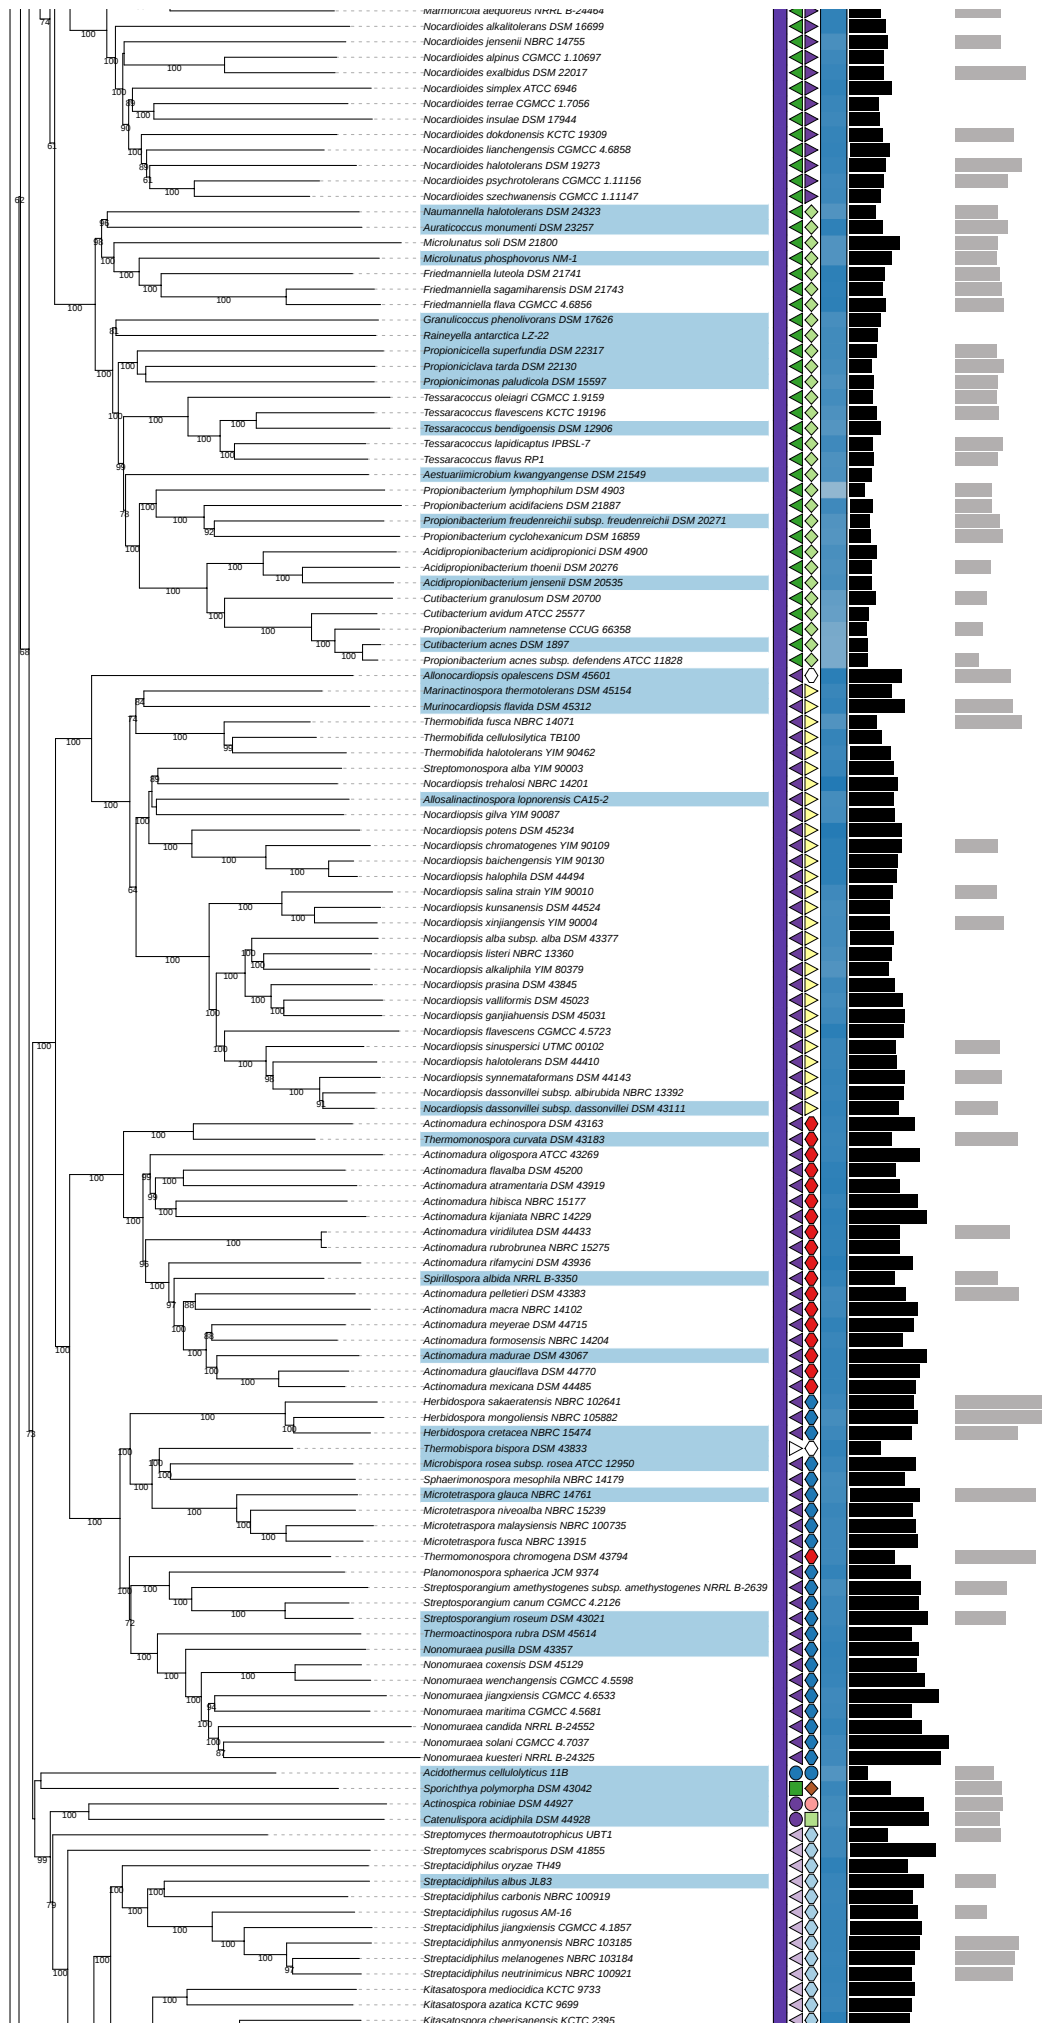 Marmoricola aequoreus NRRL B-24464
Nocardioides alkalitolerans DSM 16699
Nocardioides jensenii NBRC 14755
Nocardioides alpinus CGMCC 1.10697
Nocardioides exalbidus DSM 22017
Nocardioides simplex ATCC 6946
Nocardioides terrae CGMCC 1.7056
Nocardioides insulae DSM 17944
Nocardioides dokdonensis KCTC 19309
Nocardioides lianchengensis CGMCC 4.6858
Nocardioides halotolerans DSM 19273
Nocardioides psychrotolerans CGMCC 1.11156
Nocardioides szechwanensis CGMCC 1.11147
Naumannella halotolerans DSM 24323
Auraticoccus monumenti DSM 23257
Microlunatus soli DSM 21800
Microlunatus phosphovorus NM-1
Friedmanniella luteola DSM 21741
Friedmanniella sagamiharensis DSM 21743
Friedmanniella flava CGMCC 4.6856
Granulicoccus phenolivorans DSM 17626
Raineyella antarctica LZ-22
Propionicicella superfundia DSM 22317
Propioniciclava tarda DSM 22130
Propionicimonas paludicola DSM 15597
Tessaracoccus oleiagri CGMCC 1.9159
Tessaracoccus flavescens KCTC 19196
Tessaracoccus bendigoensis DSM 12906
Tessaracoccus lapidicaptus IPBSL-7
Tessaracoccus flavus RP1
Aestuariimicrobium kwangyangense DSM 21549
Propionibacterium lymphophilum DSM 4903
Propionibacterium acidifaciens DSM 21887
Propionibacterium freudenreichii subsp. freudenreichii DSM 20271
Propionibacterium cyclohexanicum DSM 16859
Acidipropionibacterium acidipropionici DSM 4900
Acidipropionibacterium thoenii DSM 20276
Acidipropionibacterium jensenii DSM 20535
Cutibacterium granulosum DSM 20700
Cutibacterium avidum ATCC 25577
Propionibacterium namnetense CCUG 66358
Cutibacterium acnes DSM 1897
Propionibacterium acnes subsp. defendens ATCC 11828
Allonocardiopsis opalescens DSM 45601
Marinactinospora thermotolerans DSM 45154
Murinocardiopsis flavida DSM 45312
Thermobifida fusca NBRC 14071
Thermobifida cellulosilytica TB100
Thermobifida halotolerans YIM 90462
Streptomonospora alba YIM 90003
Nocardiopsis trehalosi NBRC 14201
Allosalinactinospora lopnorensis CA15-2
Nocardiopsis gilva YIM 90087
Nocardiopsis potens DSM 45234
Nocardiopsis chromatogenes YIM 90109
Nocardiopsis baichengensis YIM 90130
Nocardiopsis halophila DSM 44494
Nocardiopsis salina strain YIM 90010
Nocardiopsis kunsanensis DSM 44524
Nocardiopsis xinjiangensis YIM 90004
Nocardiopsis alba subsp. alba DSM 43377
Nocardiopsis listeri NBRC 13360
Nocardiopsis alkaliphila YIM 80379
Nocardiopsis prasina DSM 43845
Nocardiopsis valliformis DSM 45023
Nocardiopsis ganjiahuensis DSM 45031
Nocardiopsis flavescens CGMCC 4.5723
Nocardiopsis sinuspersici UTMC 00102
Nocardiopsis halotolerans DSM 44410
Nocardiopsis synnemataformans DSM 44143
Nocardiopsis dassonvillei subsp. albirubida NBRC 13392
Nocardiopsis dassonvillei subsp. dassonvillei DSM 43111
Actinomadura echinospora DSM 43163
Thermomonospora curvata DSM 43183
Actinomadura oligospora ATCC 43269
Actinomadura flavalba DSM 45200
Actinomadura atramentaria DSM 43919
Actinomadura hibisca NBRC 15177
Actinomadura kijaniata NBRC 14229
Actinomadura viridilutea DSM 44433
Actinomadura rubrobrunea NBRC 15275
Actinomadura rifamycini DSM 43936
Spirillospora albida NRRL B-3350
Actinomadura pelletieri DSM 43383
Actinomadura macra NBRC 14102
Actinomadura meyerae DSM 44715
Actinomadura formosensis NBRC 14204
Actinomadura madurae DSM 43067
Actinomadura glauciflava DSM 44770
Actinomadura mexicana DSM 44485
Herbidospora sakaeratensis NBRC 102641
Herbidospora mongoliensis NBRC 105882
Herbidospora cretacea NBRC 15474
Thermobispora bispora DSM 43833
Microbispora rosea subsp. rosea ATCC 12950
Sphaerimonospora mesophila NBRC 14179
Microtetraspora glauca NBRC 14761
Microtetraspora niveoalba NBRC 15239
Microtetraspora malaysiensis NBRC 100735
Microtetraspora fusca NBRC 13915
Thermomonospora chromogena DSM 43794
Planomonospora sphaerica JCM 9374
Streptosporangium amethystogenes subsp. amethystogenes NRRL B-2639
Streptosporangium canum CGMCC 4.2126
Streptosporangium roseum DSM 43021
Thermoactinospora rubra DSM 45614
Nonomuraea pusilla DSM 43357
Nonomuraea coxensis DSM 45129
Nonomuraea wenchangensis CGMCC 4.5598
Nonomuraea jiangxiensis CGMCC 4.6533
Nonomuraea maritima CGMCC 4.5681
Nonomuraea candida NRRL B-24552
Nonomuraea solani CGMCC 4.7037
Nonomuraea kuesteri NRRL B-24325
Acidothermus cellulolyticus 11B
Sporichthya polymorpha DSM 43042
Actinospica robiniae DSM 44927
Catenulispora acidiphila DSM 44928
Streptomyces thermoautotrophicus UBT1
Streptomyces scabrisporus DSM 41855
Streptacidiphilus oryzae TH49
Streptacidiphilus albus JL83
Streptacidiphilus carbonis NBRC 100919
Streptacidiphilus rugosus AM-16
Streptacidiphilus jiangxiensis CGMCC 4.1857
Streptacidiphilus anmyonensis NBRC 103185
Streptacidiphilus melanogenes NBRC 103184
Streptacidiphilus neutrinimicus NBRC 100921
Kitasatospora mediocidica KCTC 9733
Kitasatospora azatica KCTC 9699
Kitasatospora cheerisanensis KCTC 2395